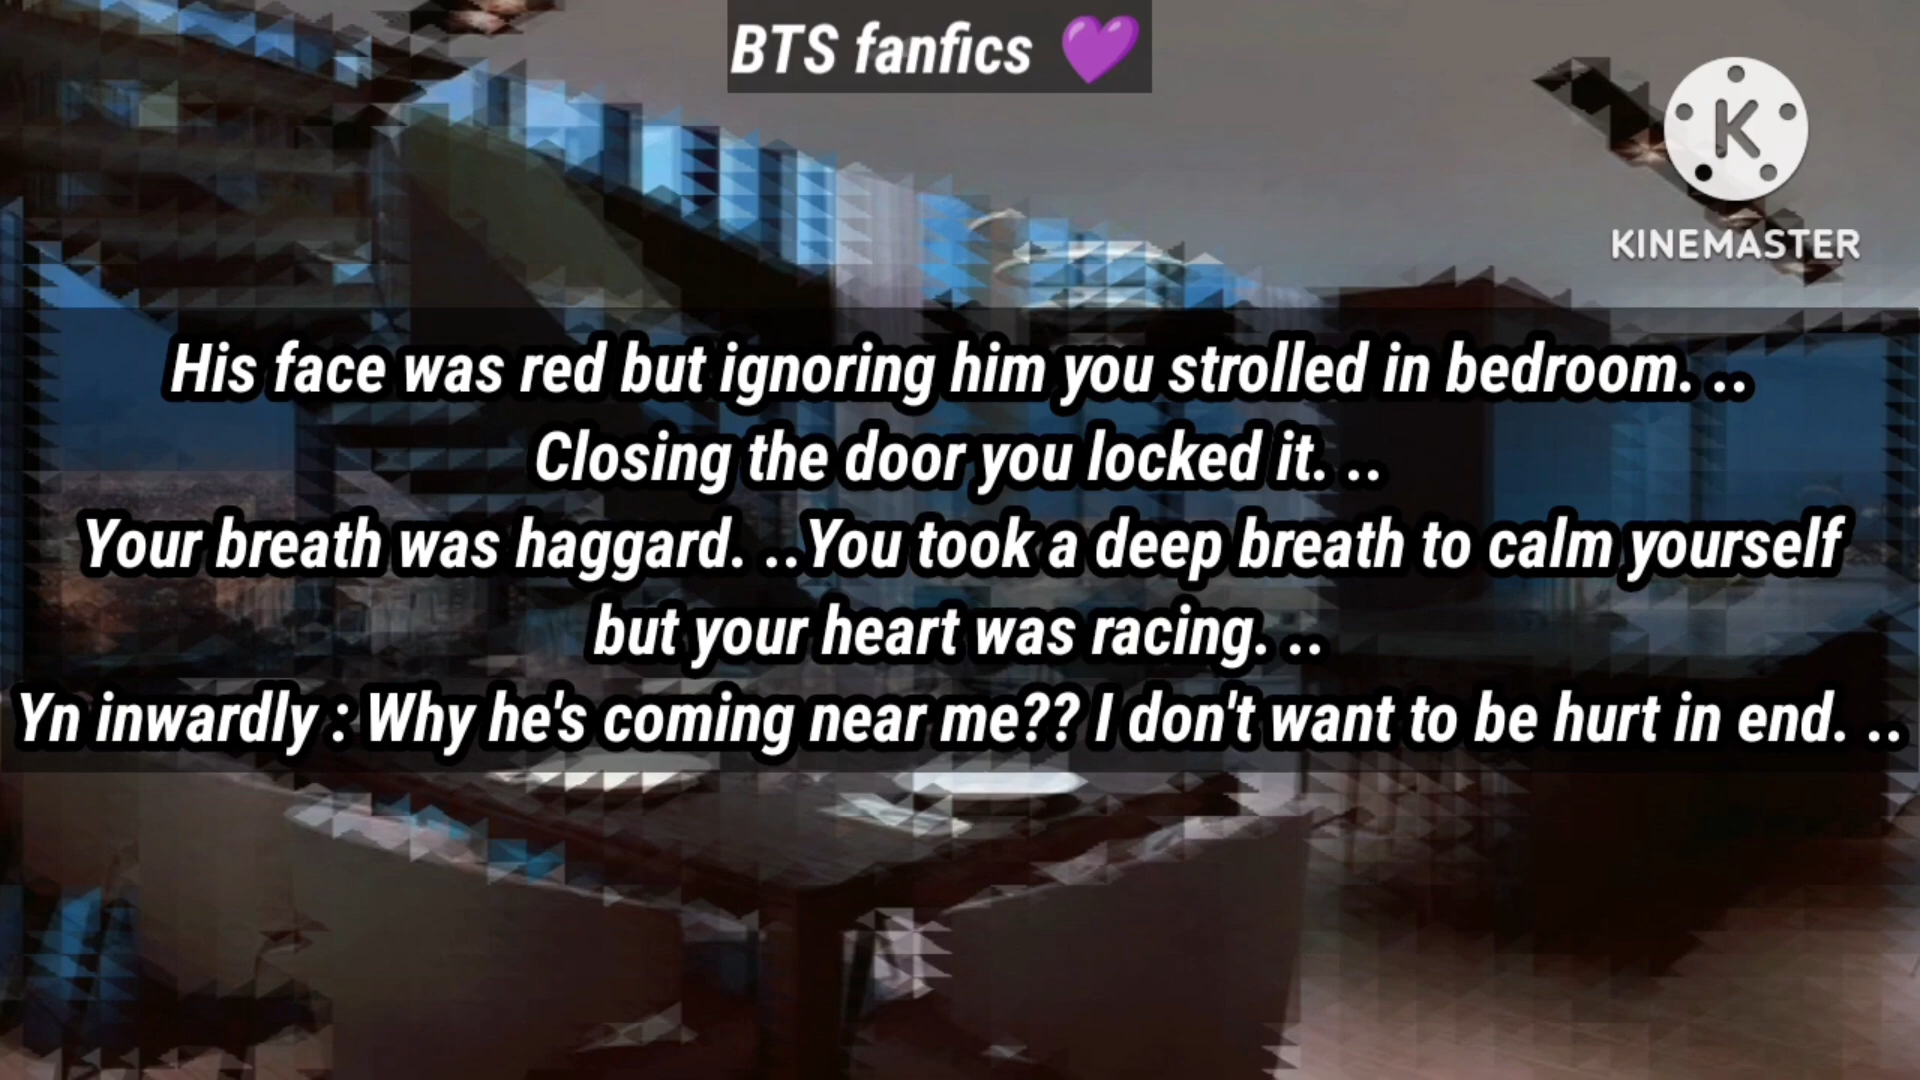 BTS fanfics 💜
K
KINEMASTER
His face was red but ignoring him you strolled in bedroom. ..
Closing the door you locked it. ..
Your breath was haggard. ..You took a deep breath to calm yourself
but your heart was racing. ..
Yn inwardly : Why he's coming near me?? I don't want to be hurt in end. ..